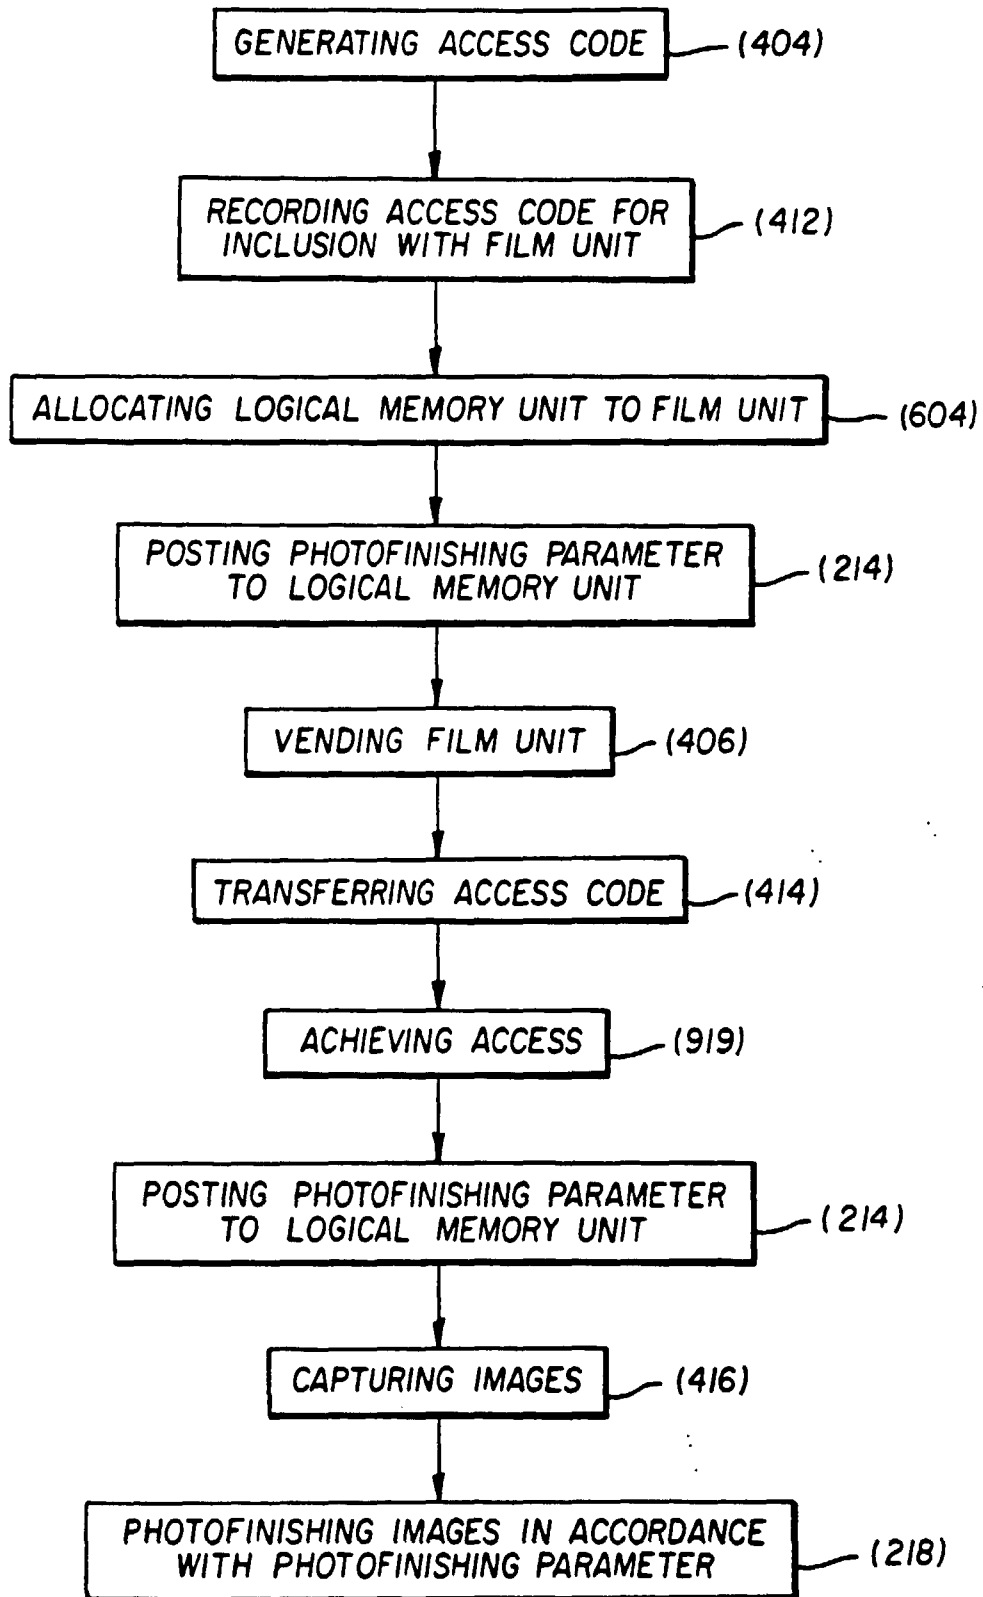 GENERATING ACCESS CODE (404)
RECORDING ACCESS CODE FOR
INCLUSION WITH FILM UNIT
(412)
ALLOCATING LOGICAL MEMORY UNIT TO FILM UNIT (604)
POSTING PHOTOFINISHING PARAMETER
TO LOGICAL MEMORY UNIT
(214)
VENDING FILM UNIT (406)
TRANSFERRING ACCESS CODE (414)
ACHIEVING ACCESS (919)
POSTING PHOTOFINISHING PARAMETER
TO LOGICAL MEMORY UNIT
(214)
CAPTURING IMAGES (416)
PHOTOFINISHING IMAGES IN ACCORDANCE
WITH PHOTOFINISHING PARAMETER
(218)